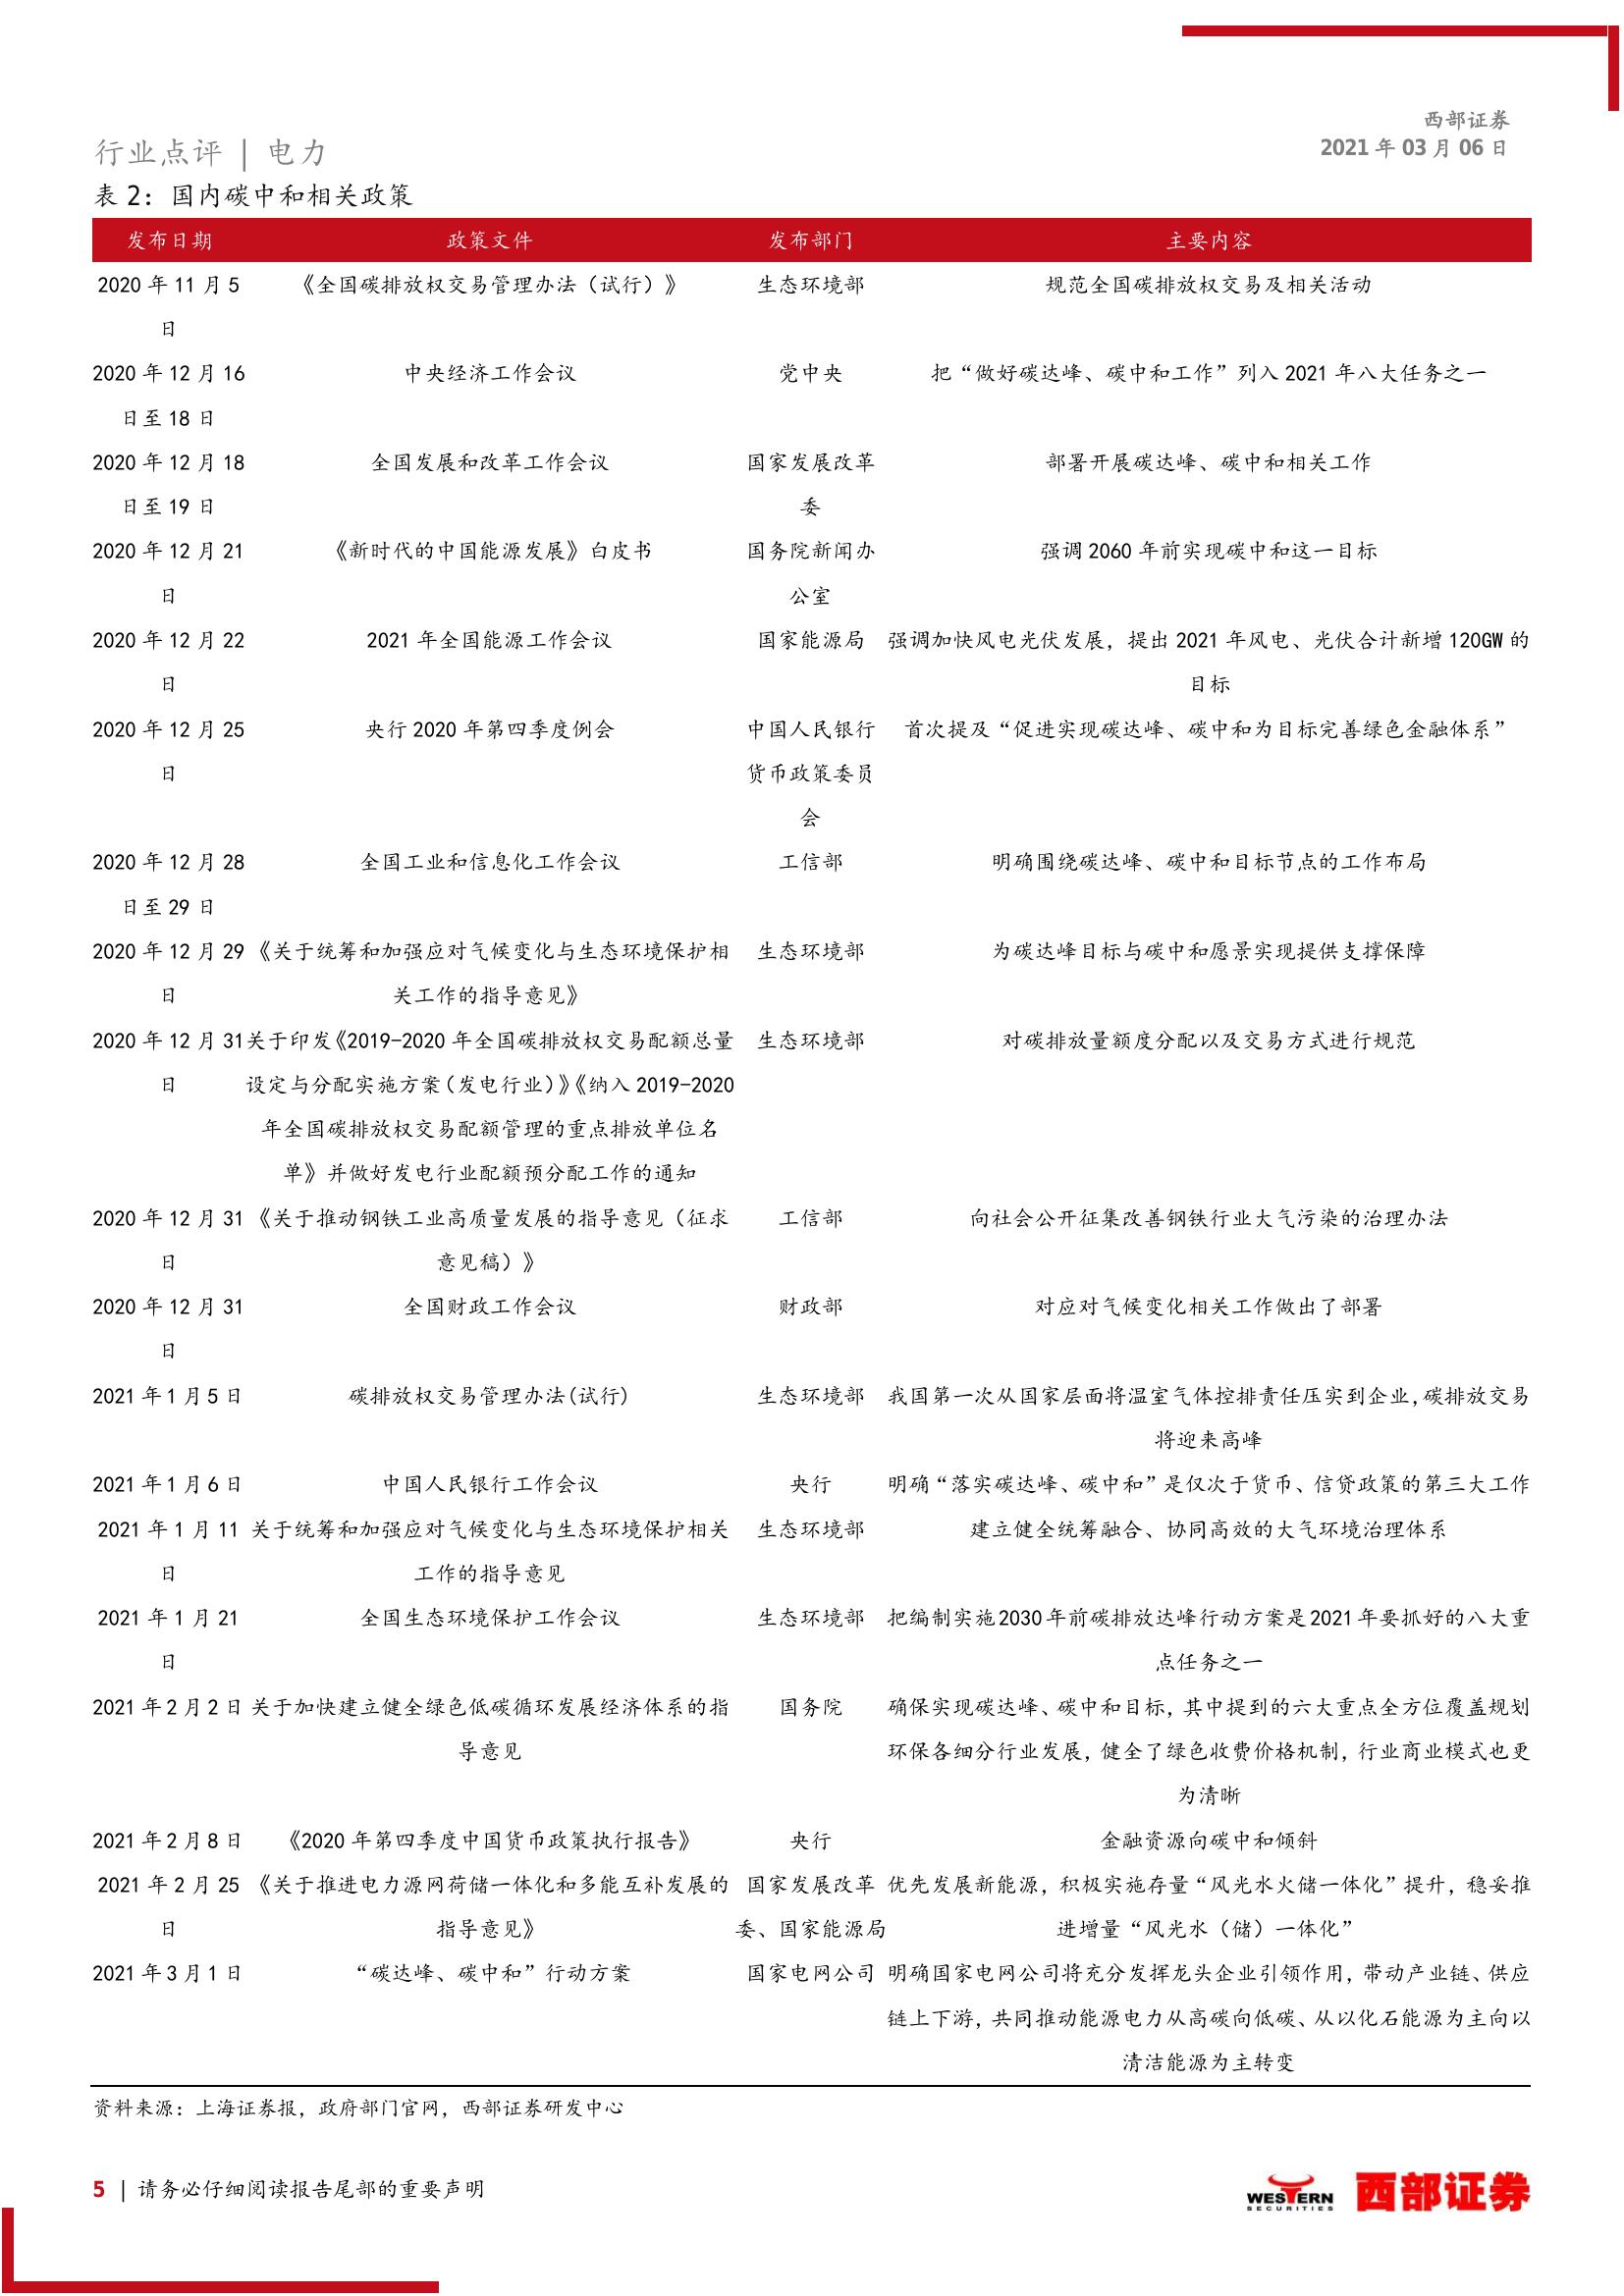 西部证券
2021 年 03 月 06 日
行业点评 | 电力
表 2：国内碳中和相关政策
发布日期 政策文件 发布部门 主要内容
2020 年 11 月 5 《全国碳排放权交易管理办法（试行）》 生态环境部 规范全国碳排放权交易及相关活动
日
2020 年 12 月 16 中央经济工作会议 党中央 把“做好碳达峰、碳中和工作”列入 2021 年八大任务之一
日至 18 日
2020 年 12 月 18 全国发展和改革工作会议 国家发展改革 部署开展碳达峰、碳中和相关工作
日至 19 日 委
2020 年 12 月 21 《新时代的中国能源发展》白皮书 国务院新闻办 强调 2060 年前实现碳中和这一目标
日 公室
2020 年 12 月 22 2021 年全国能源工作会议 国家能源局 强调加快风电光伏发展，提出 2021 年风电、光伏合计新增 120GW 的
日 目标
2020 年 12 月 25 央行 2020 年第四季度例会 中国人民银行 首次提及“促进实现碳达峰、碳中和为目标完善绿色金融体系”
日 货币政策委员
会
2020 年 12 月 28 全国工业和信息化工作会议 工信部 明确围绕碳达峰、碳中和目标节点的工作布局
日至 29 日
2020 年 12 月 29 《关于统筹和加强应对气候变化与生态环境保护相 生态环境部 为碳达峰目标与碳中和愿景实现提供支撑保障
日 关工作的指导意见》
2020 年 12 月 31 关于印发《2019-2020 年全国碳排放权交易配额总量 生态环境部 对碳排放量额度分配以及交易方式进行规范
日 设定与分配实施方案（发电行业）》《纳入 2019-2020
年全国碳排放权交易配额管理的重点排放单位名
单》并做好发电行业配额预分配工作的通知
2020 年 12 月 31 《关于推动钢铁工业高质量发展的指导意见（征求 工信部 向社会公开征集改善钢铁行业大气污染的治理办法
日 意见稿）》
2020 年 12 月 31 全国财政工作会议 财政部 对应对气候变化相关工作做出了部署
日
2021 年 1 月 5 日 碳排放权交易管理办法(试行) 生态环境部 我国第一次从国家层面将温室气体控排责任压实到企业，碳排放交易
将迎来高峰
2021 年 1 月 6 日 中国人民银行工作会议 央行 明确“落实碳达峰、碳中和”是仅次于货币、信贷政策的第三大工作
2021 年 1 月 11 关于统筹和加强应对气候变化与生态环境保护相关 生态环境部 建立健全统筹融合、协同高效的大气环境治理体系
日 工作的指导意见
2021 年 1 月 21 全国生态环境保护工作会议 生态环境部 把编制实施 2030 年前碳排放达峰行动方案是 2021 年要抓好的八大重
日 点任务之一
2021 年 2 月 2 日 关于加快建立健全绿色低碳循环发展经济体系的指 国务院 确保实现碳达峰、碳中和目标，其中提到的六大重点全方位覆盖规划
导意见 环保各细分行业发展，健全了绿色收费价格机制，行业商业模式也更
为清晰
2021 年 2 月 8 日 《2020 年第四季度中国货币政策执行报告》 央行 金融资源向碳中和倾斜
2021 年 2 月 25 《关于推进电力源网荷储一体化和多能互补发展的 国家发展改革 优先发展新能源，积极实施存量“风光水火储一体化”提升，稳妥推
日 指导意见》 委、国家能源局 进增量“风光水（储）一体化”
2021 年 3 月 1 日 “碳达峰、碳中和”行动方案 国家电网公司 明确国家电网公司将充分发挥龙头企业引领作用，带动产业链、供应
链上下游，共同推动能源电力从高碳向低碳、从以化石能源为主向以
清洁能源为主转变
资料来源：上海证券报，政府部门官网，西部证券研发中心
5 | 请务必仔细阅读报告尾部的重要声明
WESTERN
SECURITIES
西部证券